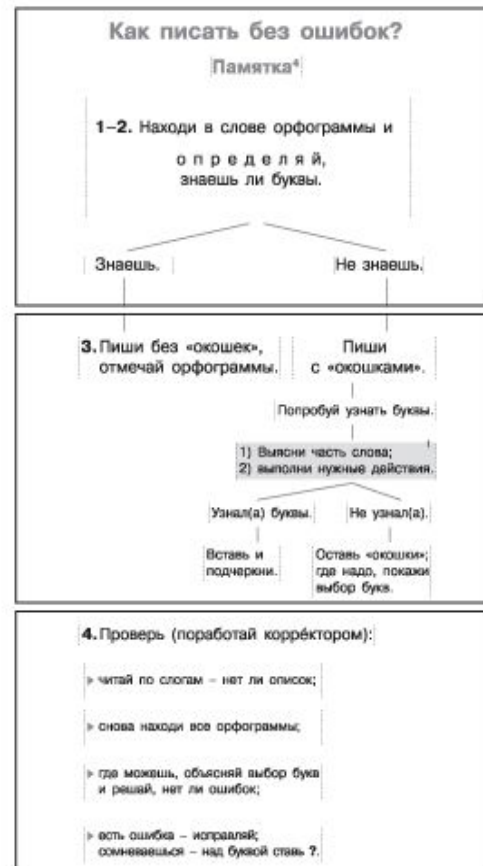 Как писать без ошибок?
Памятка⁴
1–2. Находи в слове орфограммы и
о п р е д е л я й,
знаешь ли буквы.
Знаешь.
Не знаешь.
3. Пиши без «окошек»,
отмечай орфограммы.
Пиши
с «окошками».
Попробуй узнать буквы.
1) Выясни часть слова;
2) выполни нужные действия.
Узнал(а) буквы.
Не узнал(а).
Вставь и
подчеркни.
Оставь «окошки»;
где надо, покажи
выбор букв.
4. Проверь (поработай корре́ктором):
читай по слогам – нет ли описок;
снова находи все орфограммы;
где можешь, объясняй выбор букв
и решай, нет ли ошибок;
есть ошибка – исправляй;
сомневаешься – над буквой ставь ?.